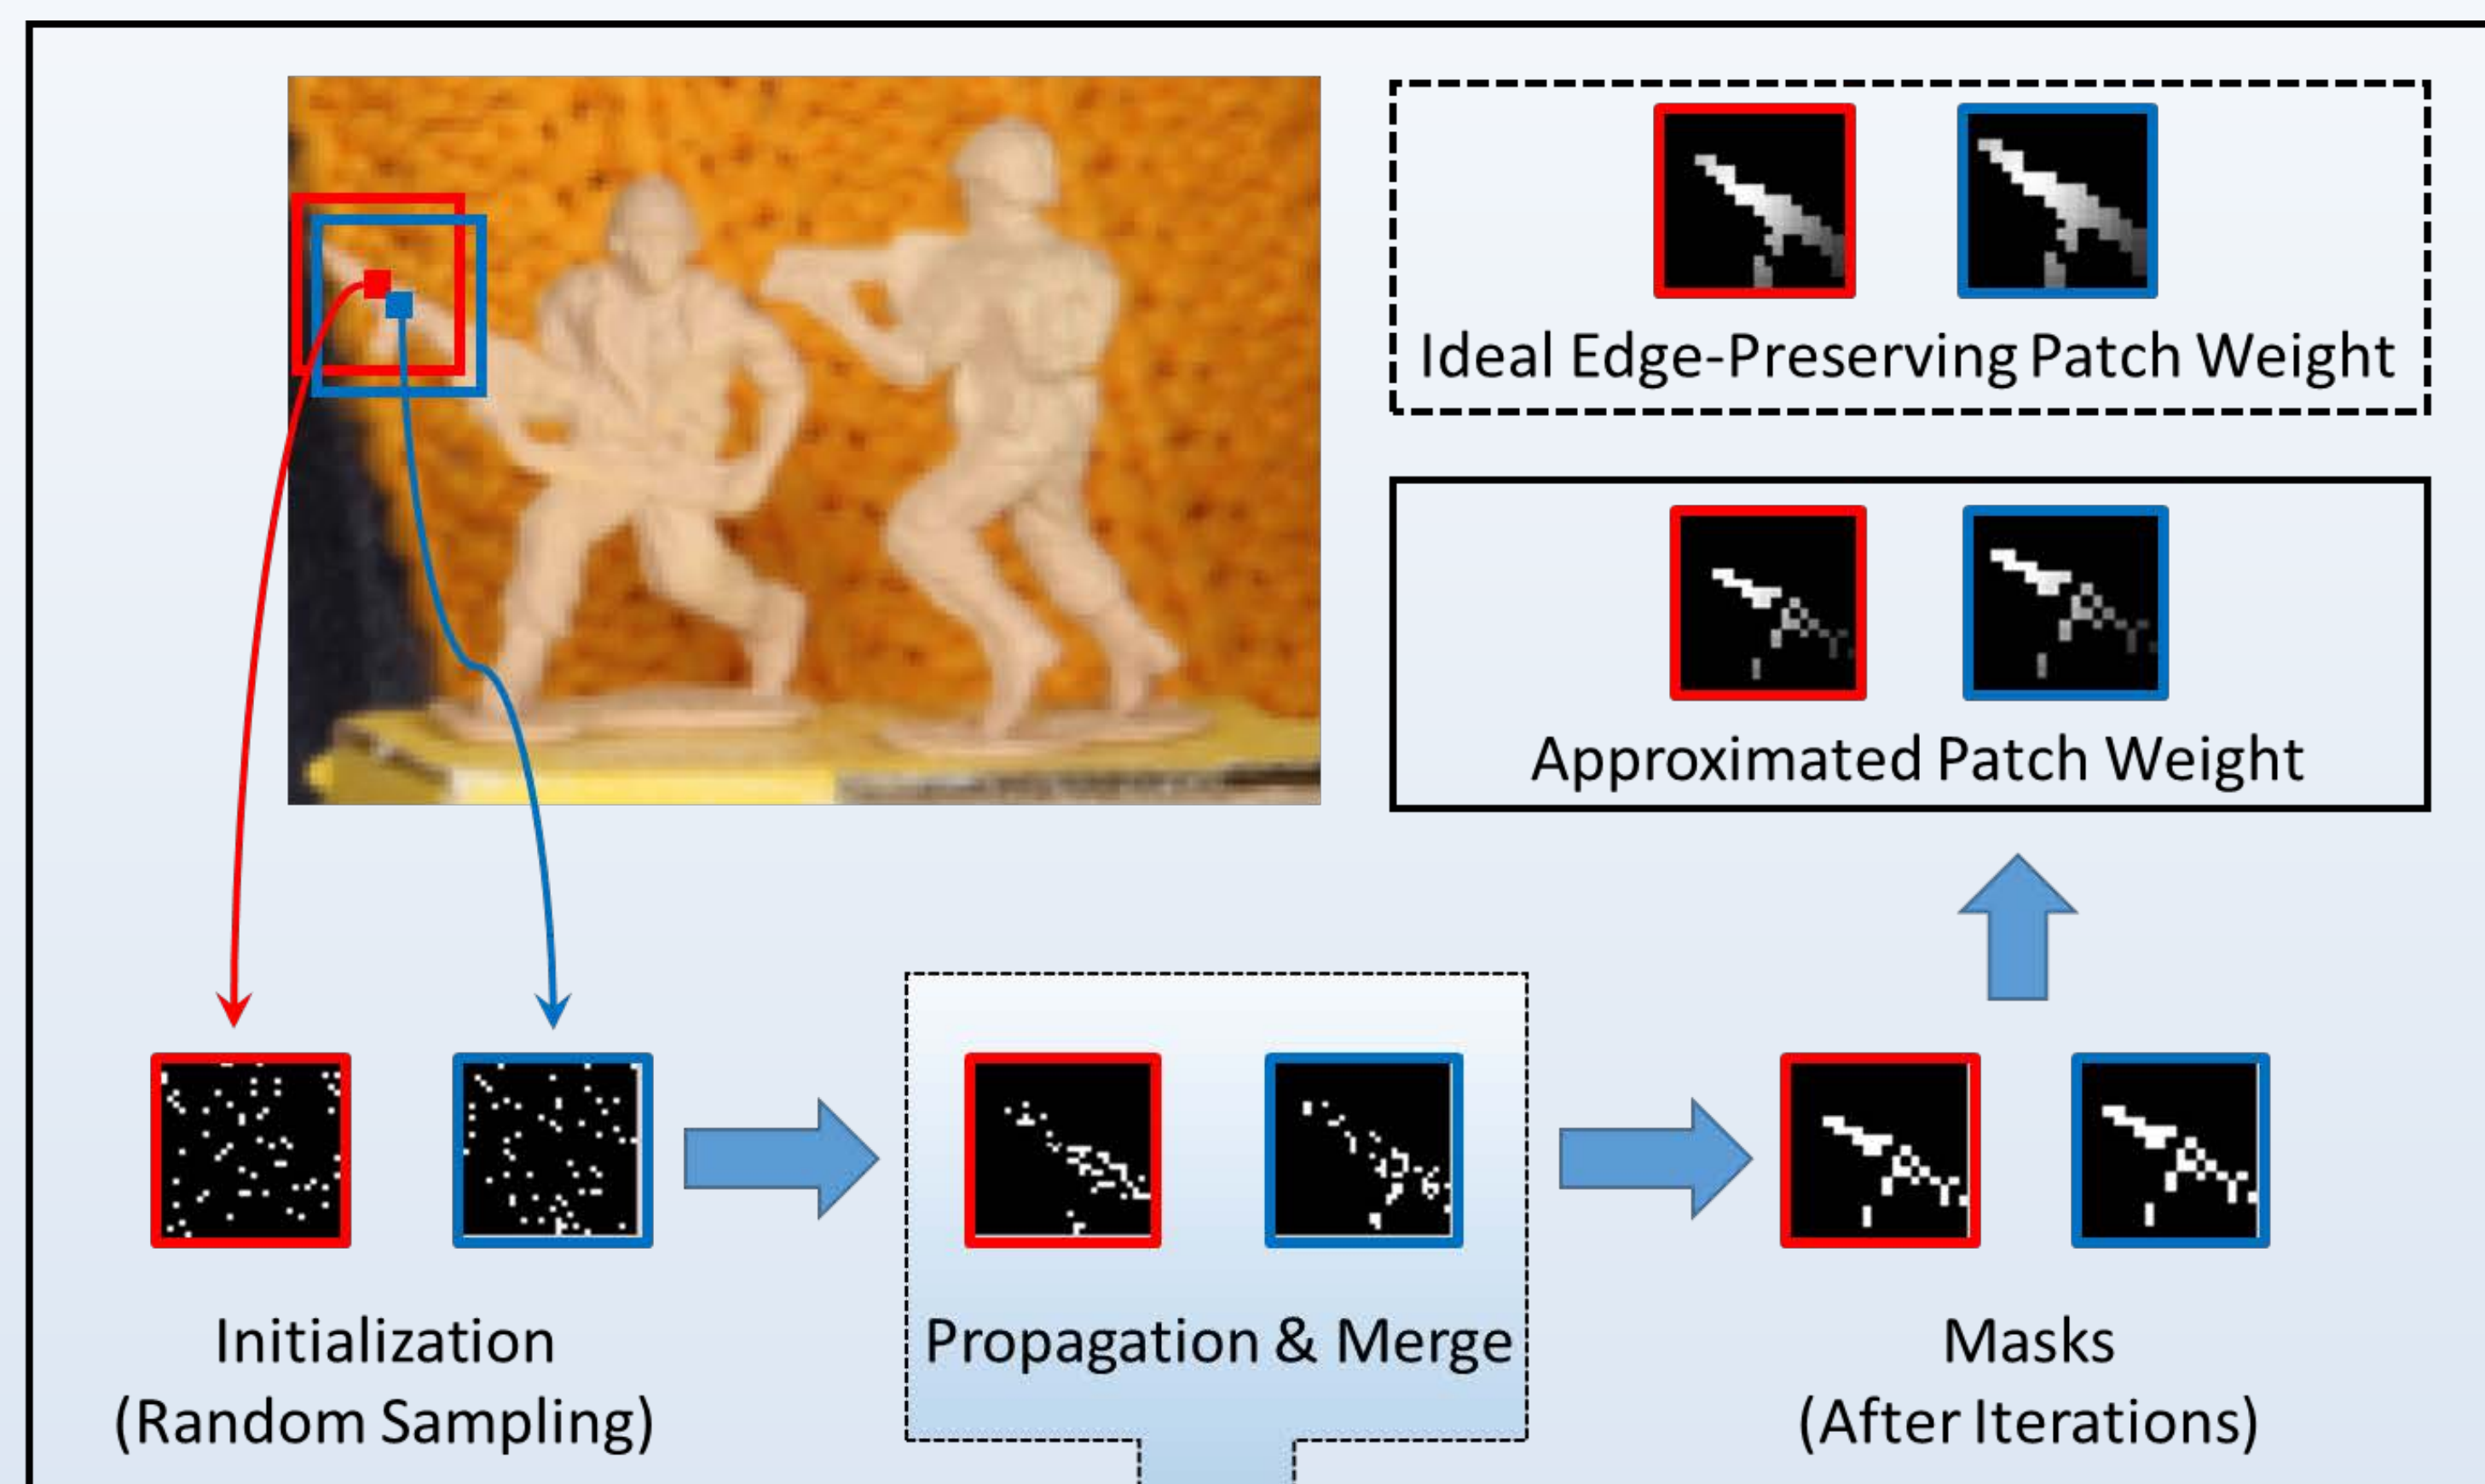 Ideal Edge-Preserving Patch Weight
Approximated Patch Weight
Initialization
(Random Sampling)
Propagation & Merge
Masks
(After Iterations)